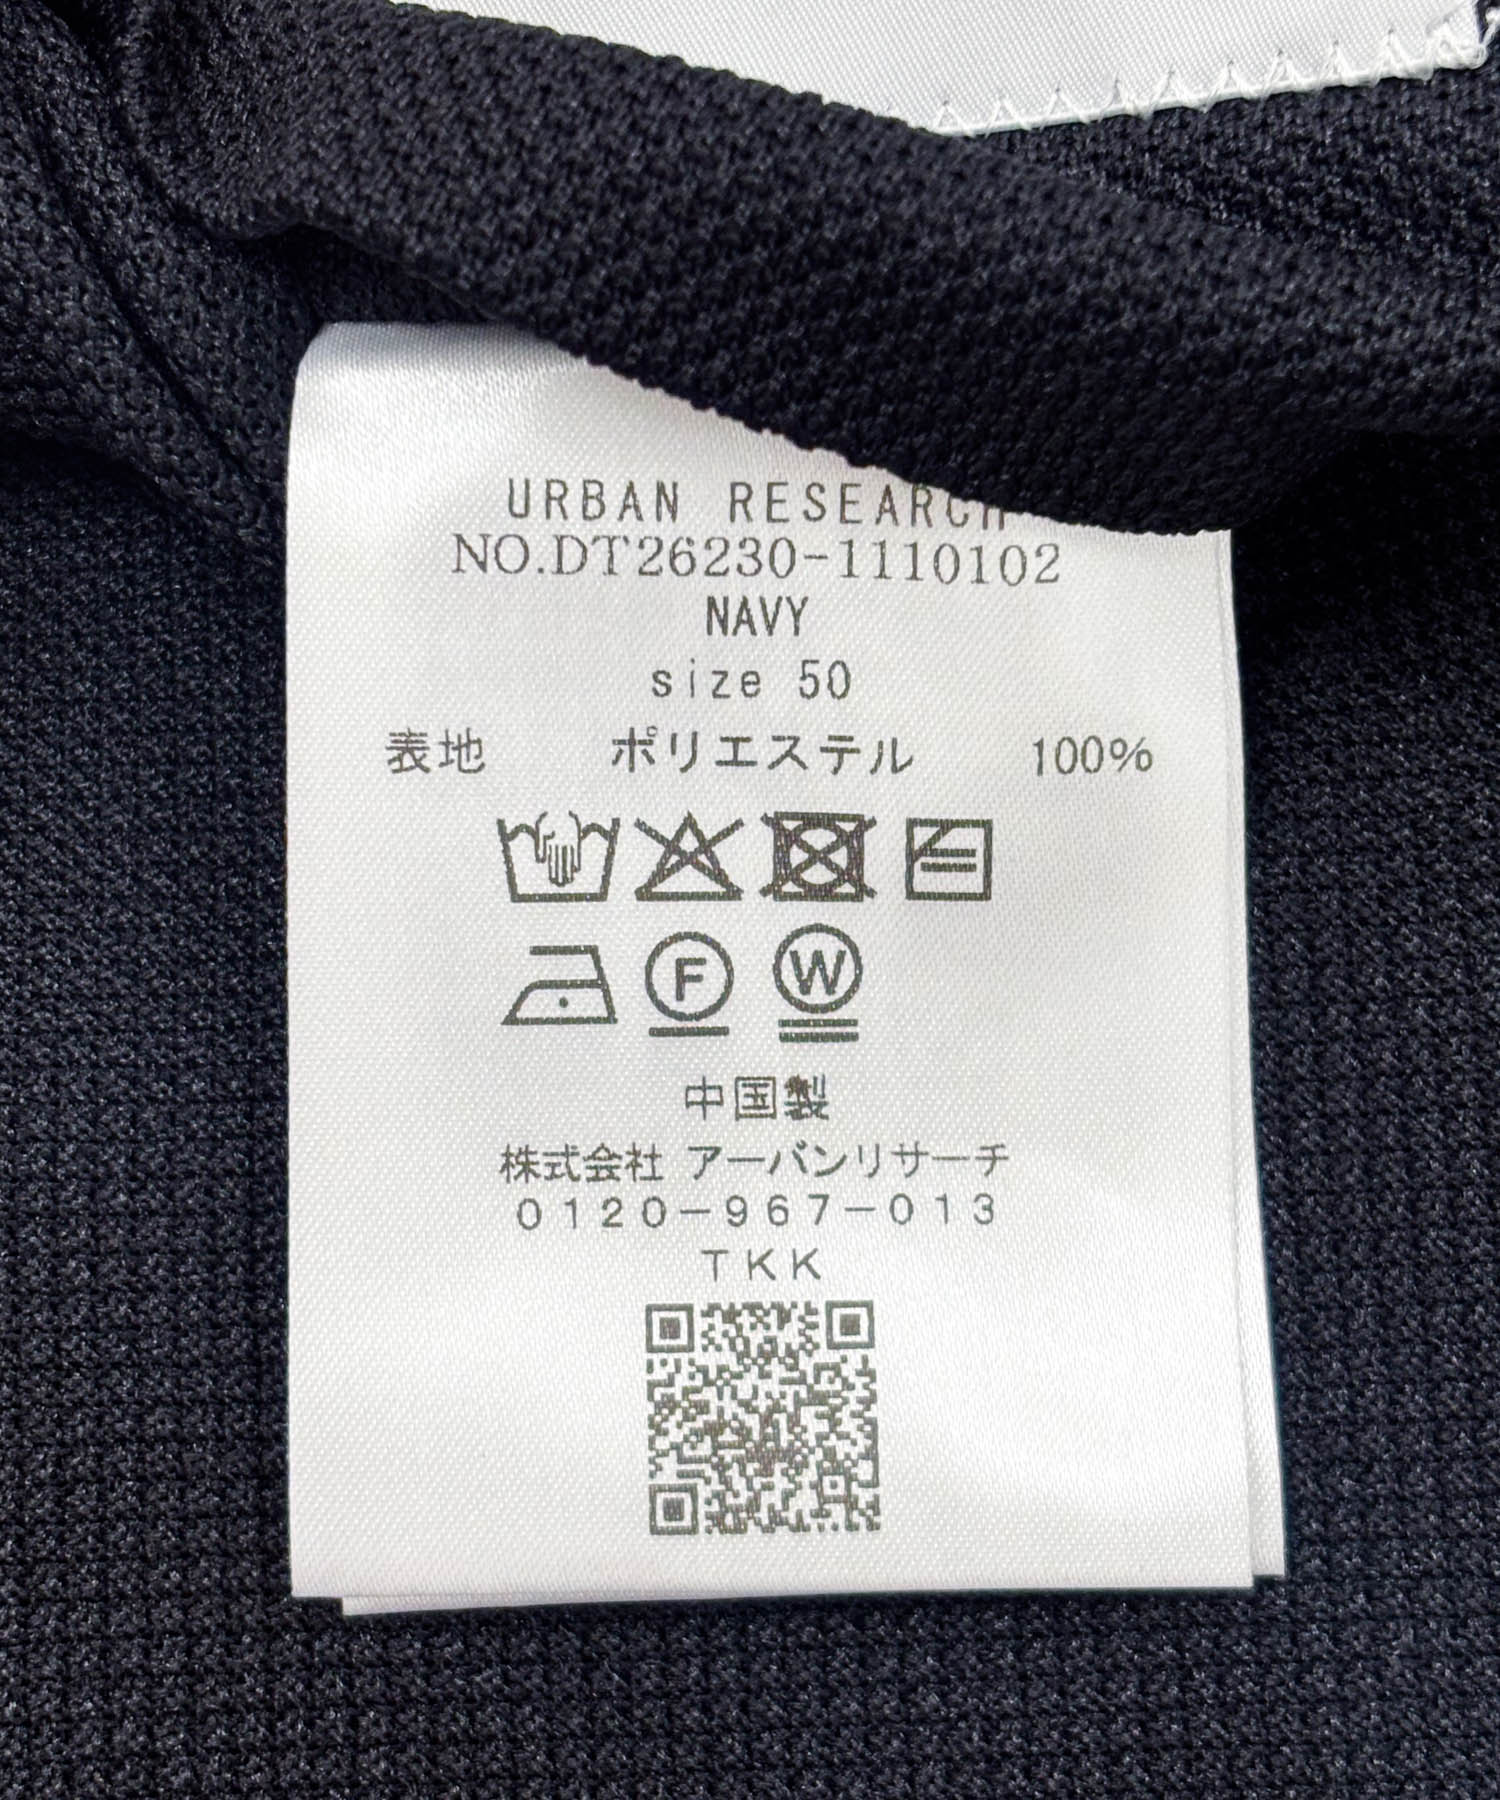 URBAN RESEARCH
NO.DT26230-1110102
NAVY
size 50
表地 ポリエステル 100%
F W
中国製
株式会社 アーバンリサーチ
0120-967-013
TKK